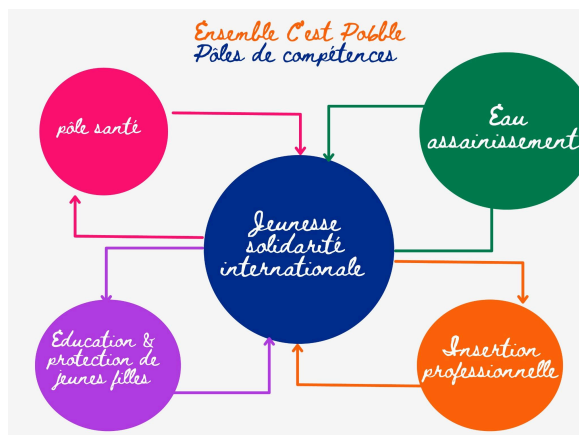 Ensemble C'est Pobble
Pôles de compétences
pôle santé
Eau
assainissement
Jeunesse
solidarité
internationale
Education &
protection de
jeunes filles
Insertion
professionnelle